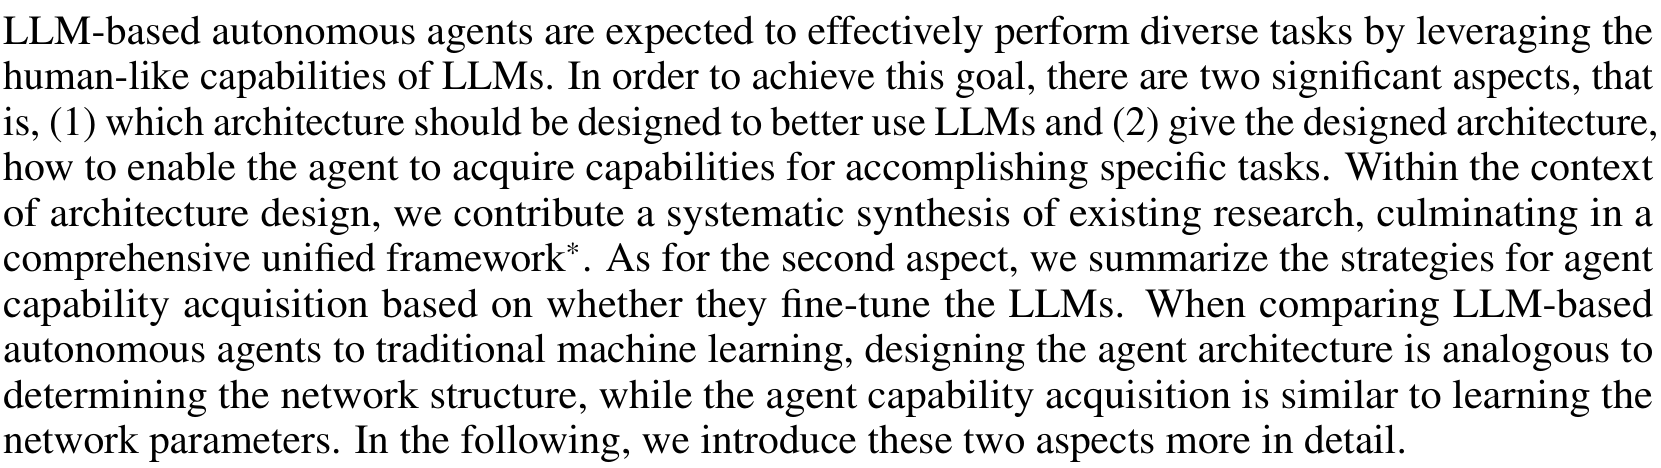 LLM-based autonomous agents are expected to effectively perform diverse tasks by leveraging the
human-like capabilities of LLMs. In order to achieve this goal, there are two significant aspects, that
is, (1) which architecture should be designed to better use LLMs and (2) give the designed architecture,
how to enable the agent to acquire capabilities for accomplishing specific tasks. Within the context
of architecture design, we contribute a systematic synthesis of existing research, culminating in a
comprehensive unified framework*. As for the second aspect, we summarize the strategies for agent
capability acquisition based on whether they fine-tune the LLMs. When comparing LLM-based
autonomous agents to traditional machine learning, designing the agent architecture is analogous to
determining the network structure, while the agent capability acquisition is similar to learning the
network parameters. In the following, we introduce these two aspects more in detail.